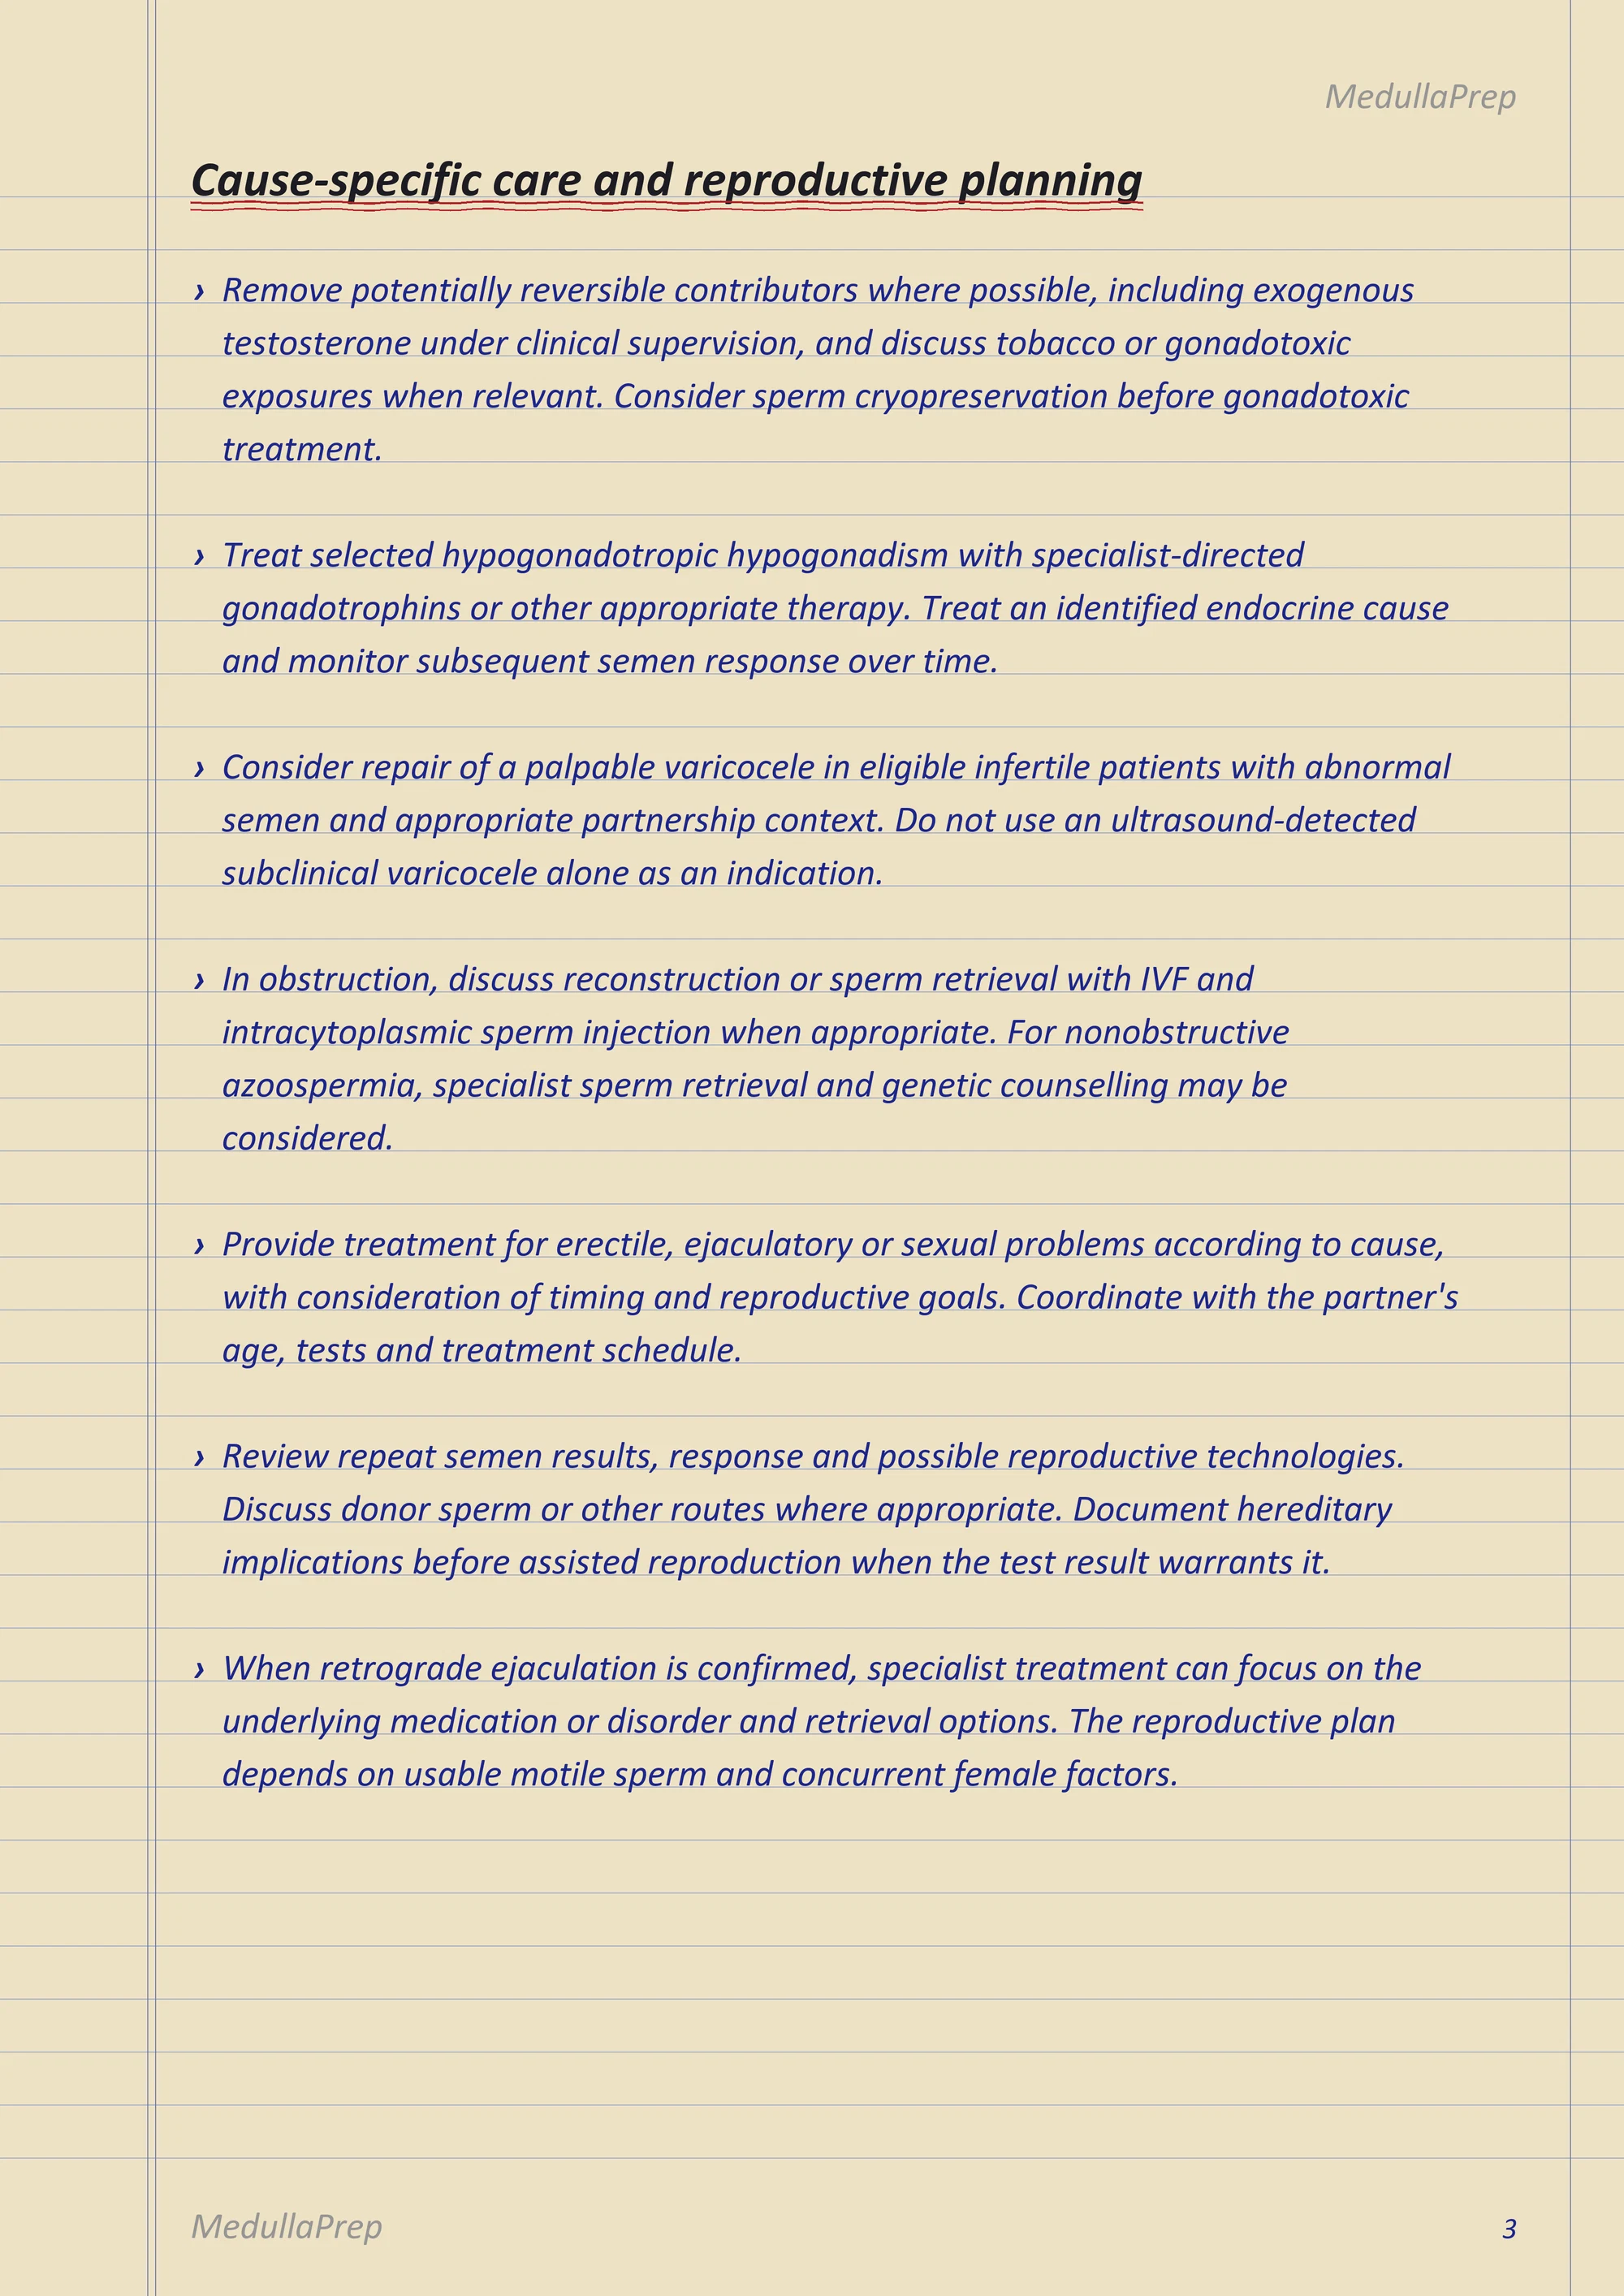 MedullaPrep
Cause-specific care and reproductive planning
› Remove potentially reversible contributors where possible, including exogenous
testosterone under clinical supervision, and discuss tobacco or gonadotoxic
exposures when relevant. Consider sperm cryopreservation before gonadotoxic
treatment.
› Treat selected hypogonadotropic hypogonadism with specialist-directed
gonadotrophins or other appropriate therapy. Treat an identified endocrine cause
and monitor subsequent semen response over time.
› Consider repair of a palpable varicocele in eligible infertile patients with abnormal
semen and appropriate partnership context. Do not use an ultrasound-detected
subclinical varicocele alone as an indication.
› In obstruction, discuss reconstruction or sperm retrieval with IVF and
intracytoplasmic sperm injection when appropriate. For nonobstructive
azoospermia, specialist sperm retrieval and genetic counselling may be
considered.
› Provide treatment for erectile, ejaculatory or sexual problems according to cause,
with consideration of timing and reproductive goals. Coordinate with the partner's
age, tests and treatment schedule.
› Review repeat semen results, response and possible reproductive technologies.
Discuss donor sperm or other routes where appropriate. Document hereditary
implications before assisted reproduction when the test result warrants it.
› When retrograde ejaculation is confirmed, specialist treatment can focus on the
underlying medication or disorder and retrieval options. The reproductive plan
depends on usable motile sperm and concurrent female factors.
MedullaPrep
3